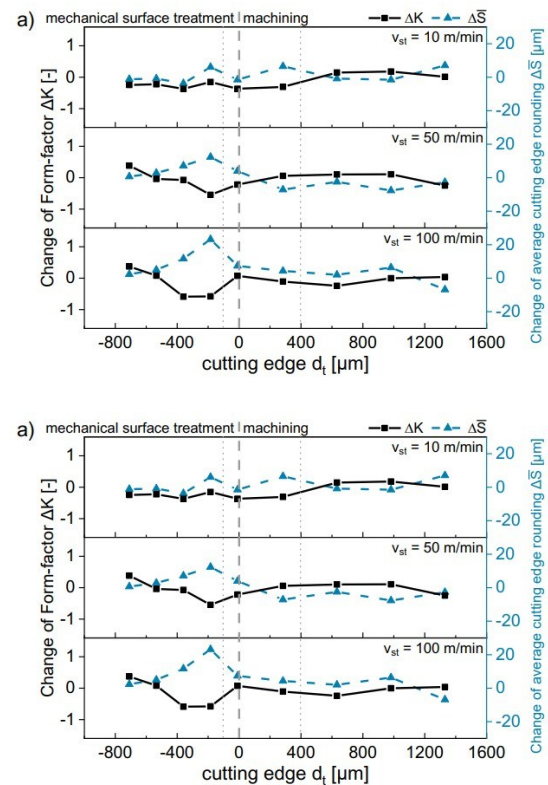 a)
mechanical surface treatment machining
ΔK ΔS̅
v_st = 10 m/min
1
0
-1
20
0
-20
v_st = 50 m/min
1
0
-1
20
0
-20
v_st = 100 m/min
1
0
-1
20
0
-20
Change of Form-factor ΔK [-]
Change of average cutting edge rounding ΔS̅ [µm]
-800 -400 0 400 800 1200 1600
cutting edge d_t [µm]
a)
mechanical surface treatment machining
ΔK ΔS̅
v_st = 10 m/min
1
0
-1
20
0
-20
v_st = 50 m/min
1
0
-1
20
0
-20
v_st = 100 m/min
1
0
-1
20
0
-20
Change of Form-factor ΔK [-]
Change of average cutting edge rounding ΔS̅ [µm]
-800 -400 0 400 800 1200 1600
cutting edge d_t [µm]